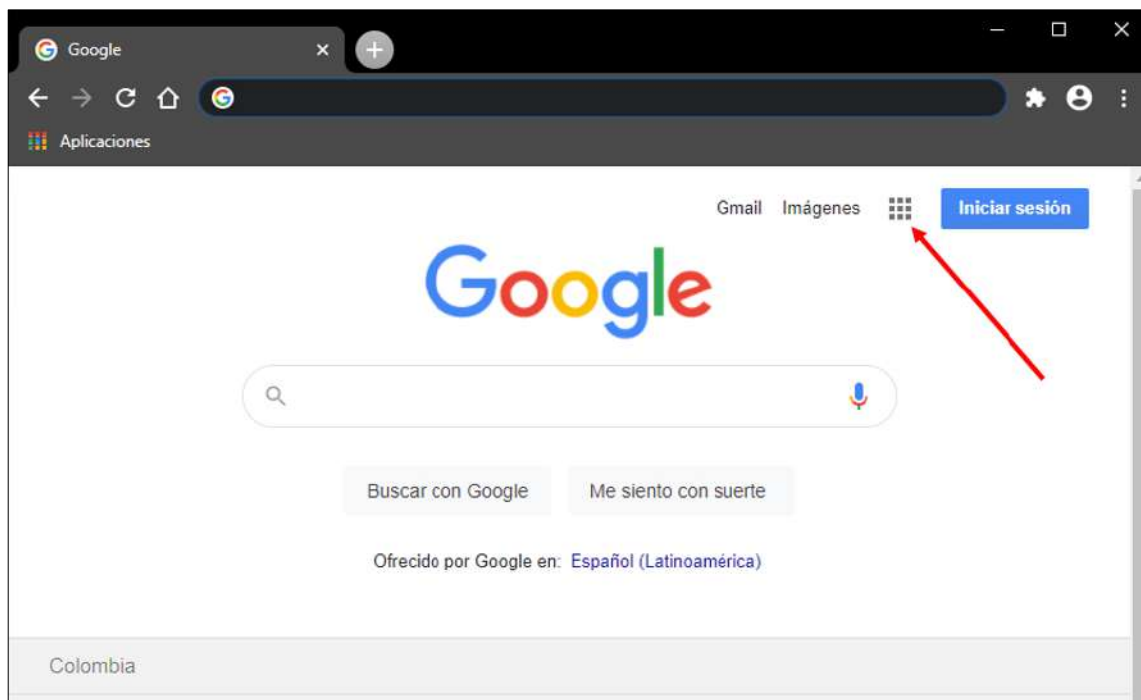 Google
Aplicaciones
Gmail Imágenes Iniciar sesión
Google
Buscar con Google Me siento con suerte
Ofrecido por Google en: Español (Latinoamérica)
Colombia